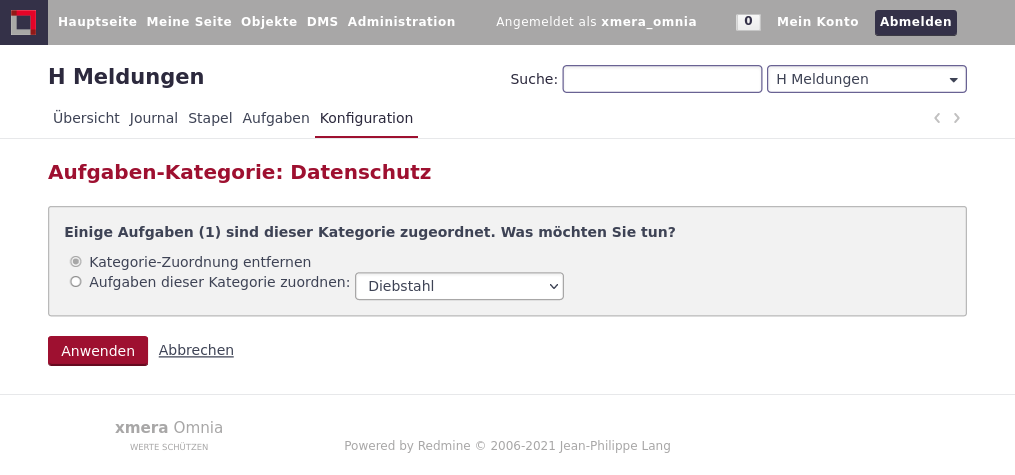 Hauptseite Meine Seite Objekte DMS Administration Angemeldet als xmera_omnia 0 Mein Konto Abmelden
H Meldungen Suche: H Meldungen
Übersicht Journal Stapel Aufgaben Konfiguration
Aufgaben-Kategorie: Datenschutz
Einige Aufgaben (1) sind dieser Kategorie zugeordnet. Was möchten Sie tun?
Kategorie-Zuordnung entfernen
Aufgaben dieser Kategorie zuordnen: Diebstahl
Anwenden Abbrechen
xmera Omnia
WERTE SCHÜTZEN Powered by Redmine © 2006-2021 Jean-Philippe Lang